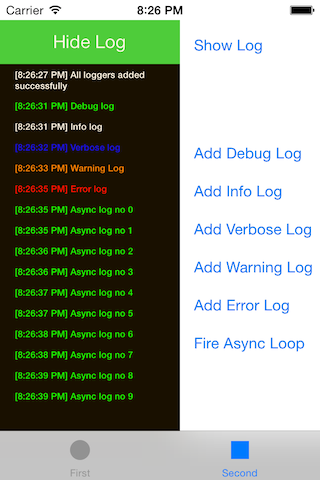 Carrier 8:26 PM
Hide Log
[8:26:27 PM] All loggers added
successfully
[8:26:31 PM] Debug log
[8:26:31 PM] Info log
[8:26:32 PM] Verbose log
[8:26:33 PM] Warning Log
[8:26:35 PM] Error log
[8:26:35 PM] Async log no 0
[8:26:35 PM] Async log no 1
[8:26:36 PM] Async log no 2
[8:26:36 PM] Async log no 3
[8:26:37 PM] Async log no 4
[8:26:37 PM] Async log no 5
[8:26:38 PM] Async log no 6
[8:26:38 PM] Async log no 7
[8:26:39 PM] Async log no 8
[8:26:39 PM] Async log no 9
Show Log
Add Debug Log
Add Info Log
Add Verbose Log
Add Warning Log
Add Error Log
Fire Async Loop
First
Second